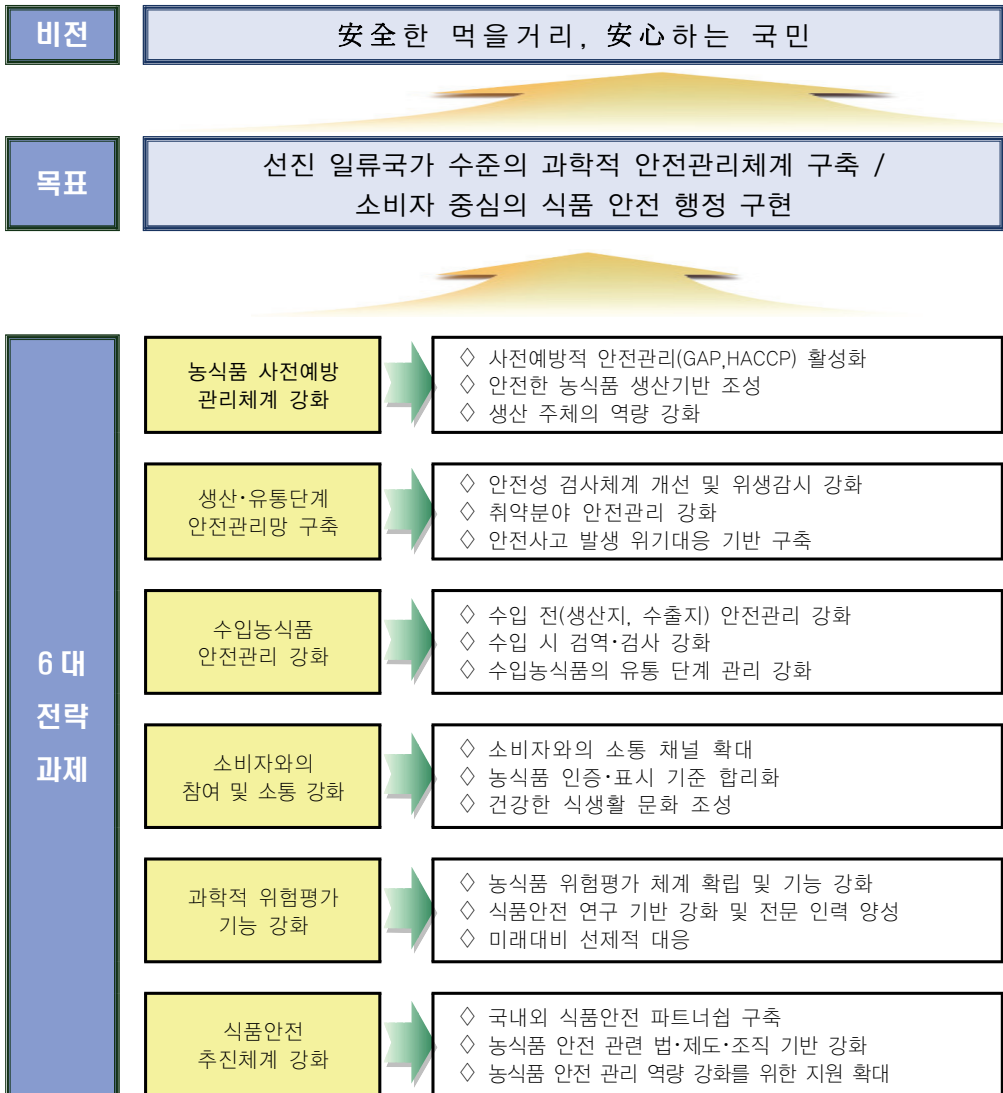 비전
安全한 먹을거리, 安心하는 국민
목표
선진 일류국가 수준의 과학적 안전관리체계 구축 /
소비자 중심의 식품 안전 행정 구현
6대
전략
과제
농식품 사전예방
관리체계 강화
◇ 사전예방적 안전관리(GAP,HACCP) 활성화
◇ 안전한 농식품 생산기반 조성
◇ 생산 주체의 역량 강화
생산·유통단계
안전관리망 구축
◇ 안전성 검사체계 개선 및 위생감시 강화
◇ 취약분야 안전관리 강화
◇ 안전사고 발생 위기대응 기반 구축
수입농식품
안전관리 강화
◇ 수입 전(생산지, 수출지) 안전관리 강화
◇ 수입 시 검역·검사 강화
◇ 수입농식품의 유통 단계 관리 강화
소비자와의
참여 및 소통 강화
◇ 소비자와의 소통 채널 확대
◇ 농식품 인증·표시 기준 합리화
◇ 건강한 식생활 문화 조성
과학적 위험평가
기능 강화
◇ 농식품 위험평가 체계 확립 및 기능 강화
◇ 식품안전 연구 기반 강화 및 전문 인력 양성
◇ 미래대비 선제적 대응
식품안전
추진체계 강화
◇ 국내외 식품안전 파트너쉽 구축
◇ 농식품 안전 관련 법·제도·조직 기반 강화
◇ 농식품 안전 관리 역량 강화를 위한 지원 확대